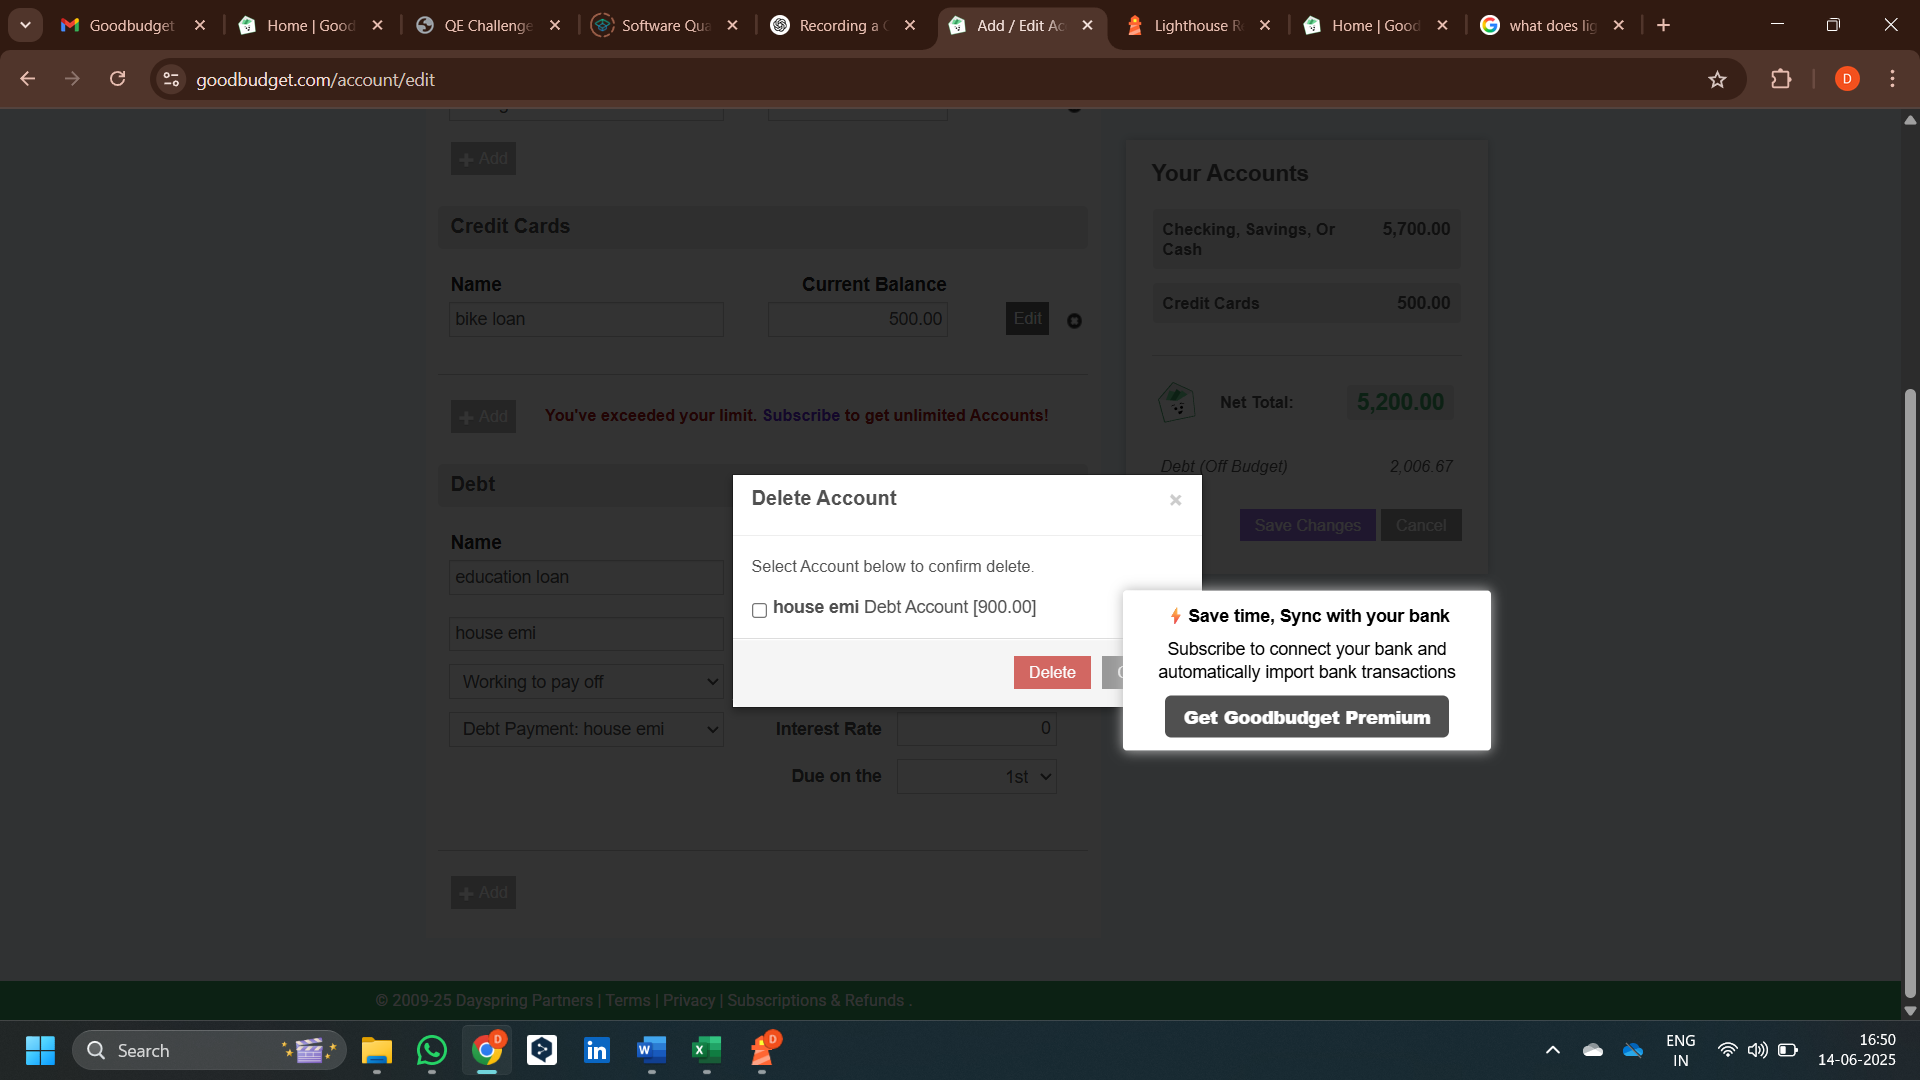 Goodbudget
Home | Good
QE Challenge
Software Qua
Recording a
Add / Edit Ac
Lighthouse R
Home | Good
what does lig
goodbudget.com/account/edit
D
Add
Credit Cards
Name
Current Balance
bike loan
500.00
Edit
Add
You've exceeded your limit. Subscribe to get unlimited Accounts!
Debt
Name
education loan
house emi
Working to pay off
Debt Payment: house emi
Interest Rate
0
Due on the
1st
Add
Your Accounts
Checking, Savings, Or
Cash
5,700.00
Credit Cards
500.00
Net Total:
5,200.00
Debt (Off Budget)
2,006.67
Save Changes
Cancel
Delete Account
×
Select Account below to confirm delete.
house emi Debt Account [900.00]
Delete
Save time, Sync with your bank
Subscribe to connect your bank and
automatically import bank transactions
Get Goodbudget Premium
© 2009-25 Dayspring Partners | Terms | Privacy | Subscriptions & Refunds .
Search
ENG
IN
16:50
14-06-2025